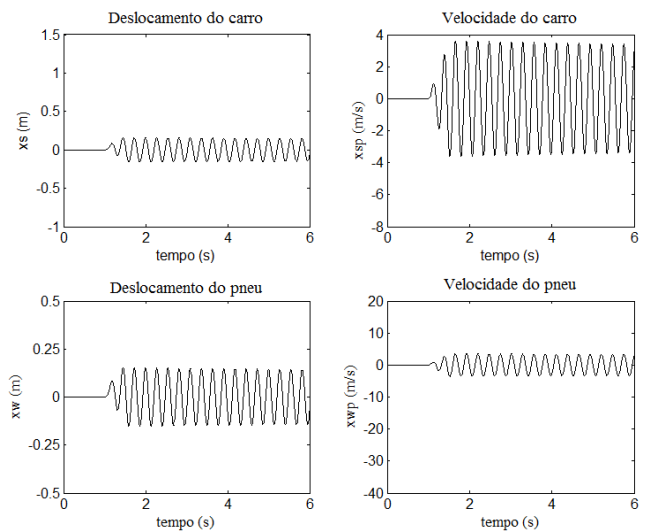 Deslocamento do carro
1.5
1
0.5
0
-0.5
-1
xs (m)
0 2 4 6
tempo (s)
Velocidade do carro
4
2
0
-2
-4
-6
-8
xsp (m/s)
0 2 4 6
tempo (s)
Deslocamento do pneu
0.5
0.25
0
-0.25
-0.5
xw (m)
0 2 4 6
tempo (s)
Velocidade do pneu
20
10
0
-10
-20
-30
-40
xwp (m/s)
0 2 4 6
tempo (s)